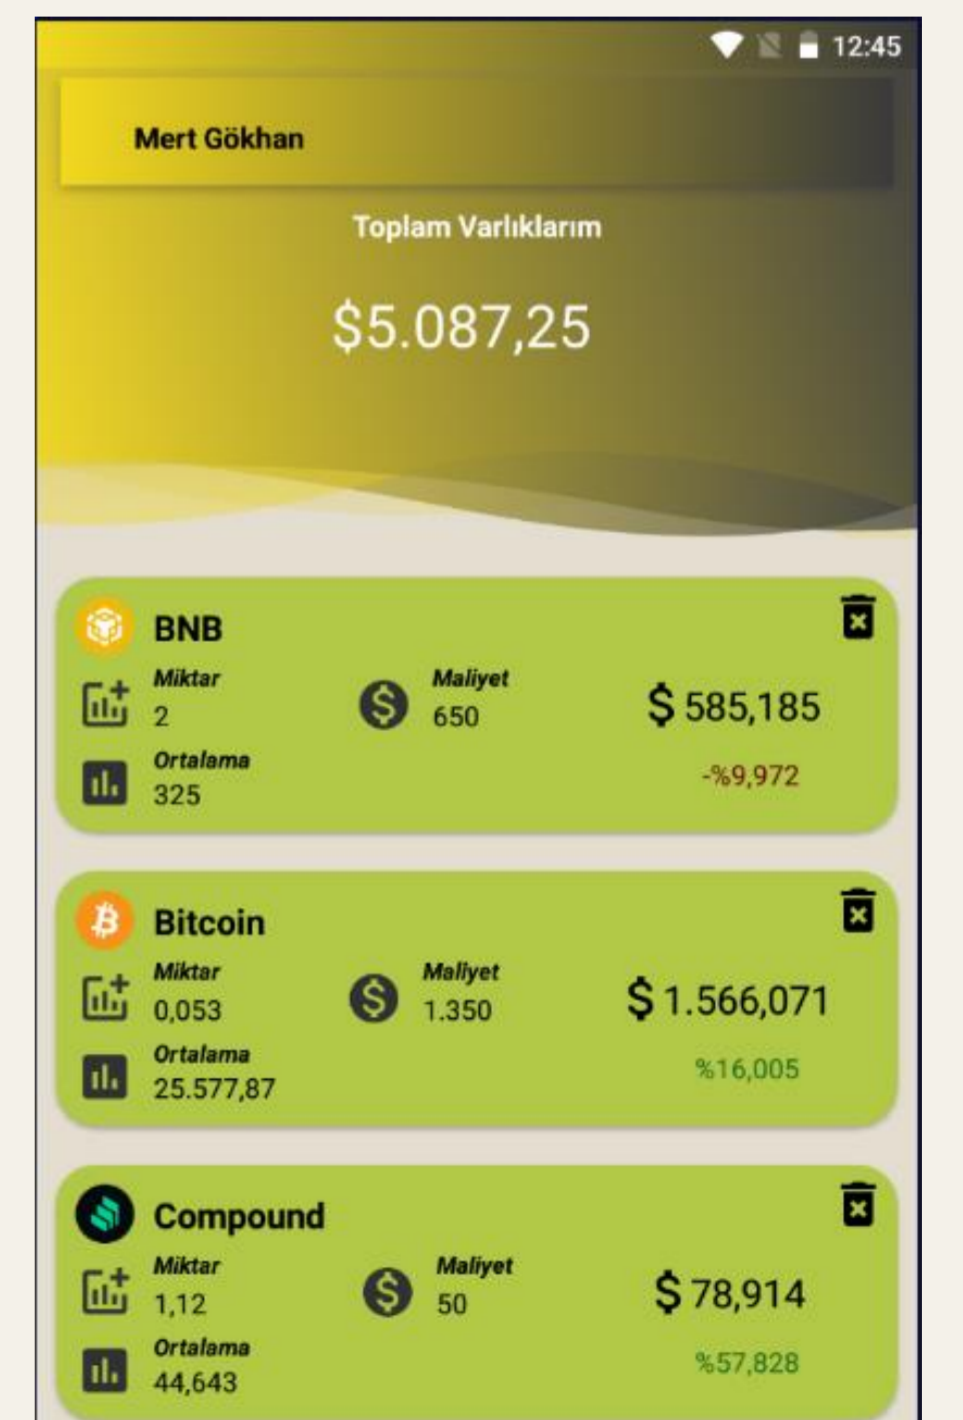 12:45
Mert Gökhan
Toplam Varlıklarım
$5.087,25
BNB
Miktar
2
Maliyet
650
$ 585,185
Ortalama
325
-%9,972
Bitcoin
Miktar
0,053
Maliyet
1.350
$ 1.566,071
Ortalama
25.577,87
%16,005
Compound
Miktar
1,12
Maliyet
50
$ 78,914
Ortalama
44,643
%57,828